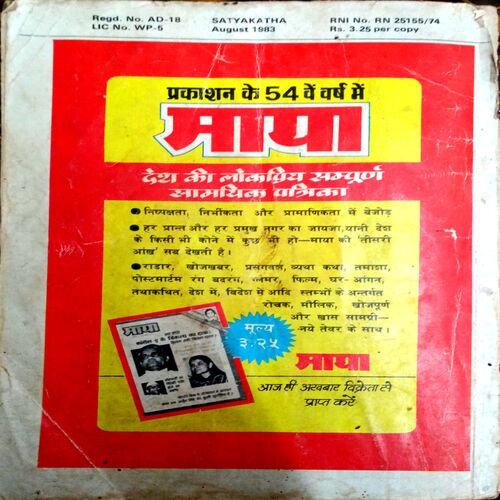 Regd. No. AD-18 SATYAKATHA RNI No. RN 25155/74
LIC No. WP-5 August 1983 Rs. 3.25 per copy
प्रकाशन के 54 वें वर्ष में
माया
देश की लोकप्रिय सम्पूर्ण
सामयिक पत्रिका
● निष्पक्षता, निर्भीकता और प्रामाणिकता में बेजोड़
● हर प्रान्त और हर प्रमुख नगर का जायजा, यानी देश
के किसी भी कोने में कुछ भी हो—माया की 'तीसरी
आंख' सब देखती है।
● राडार, खोजखबर, प्रसंगवश, व्यथा कथा, तमाशा,
पोस्टमार्टम रंग बदरंग, ग्लैमर, फिल्म, घर-आंगन,
तथाकथित, देश में, विदेश में आदि स्तम्भों के अन्तर्गत
रोचक, मौलिक, खोजपूर्ण
और खास सामग्री—
नये तेवर के साथ।
मूल्य
३.२५
माया
माया
आज ही अखबार विक्रेता से
प्राप्त करें